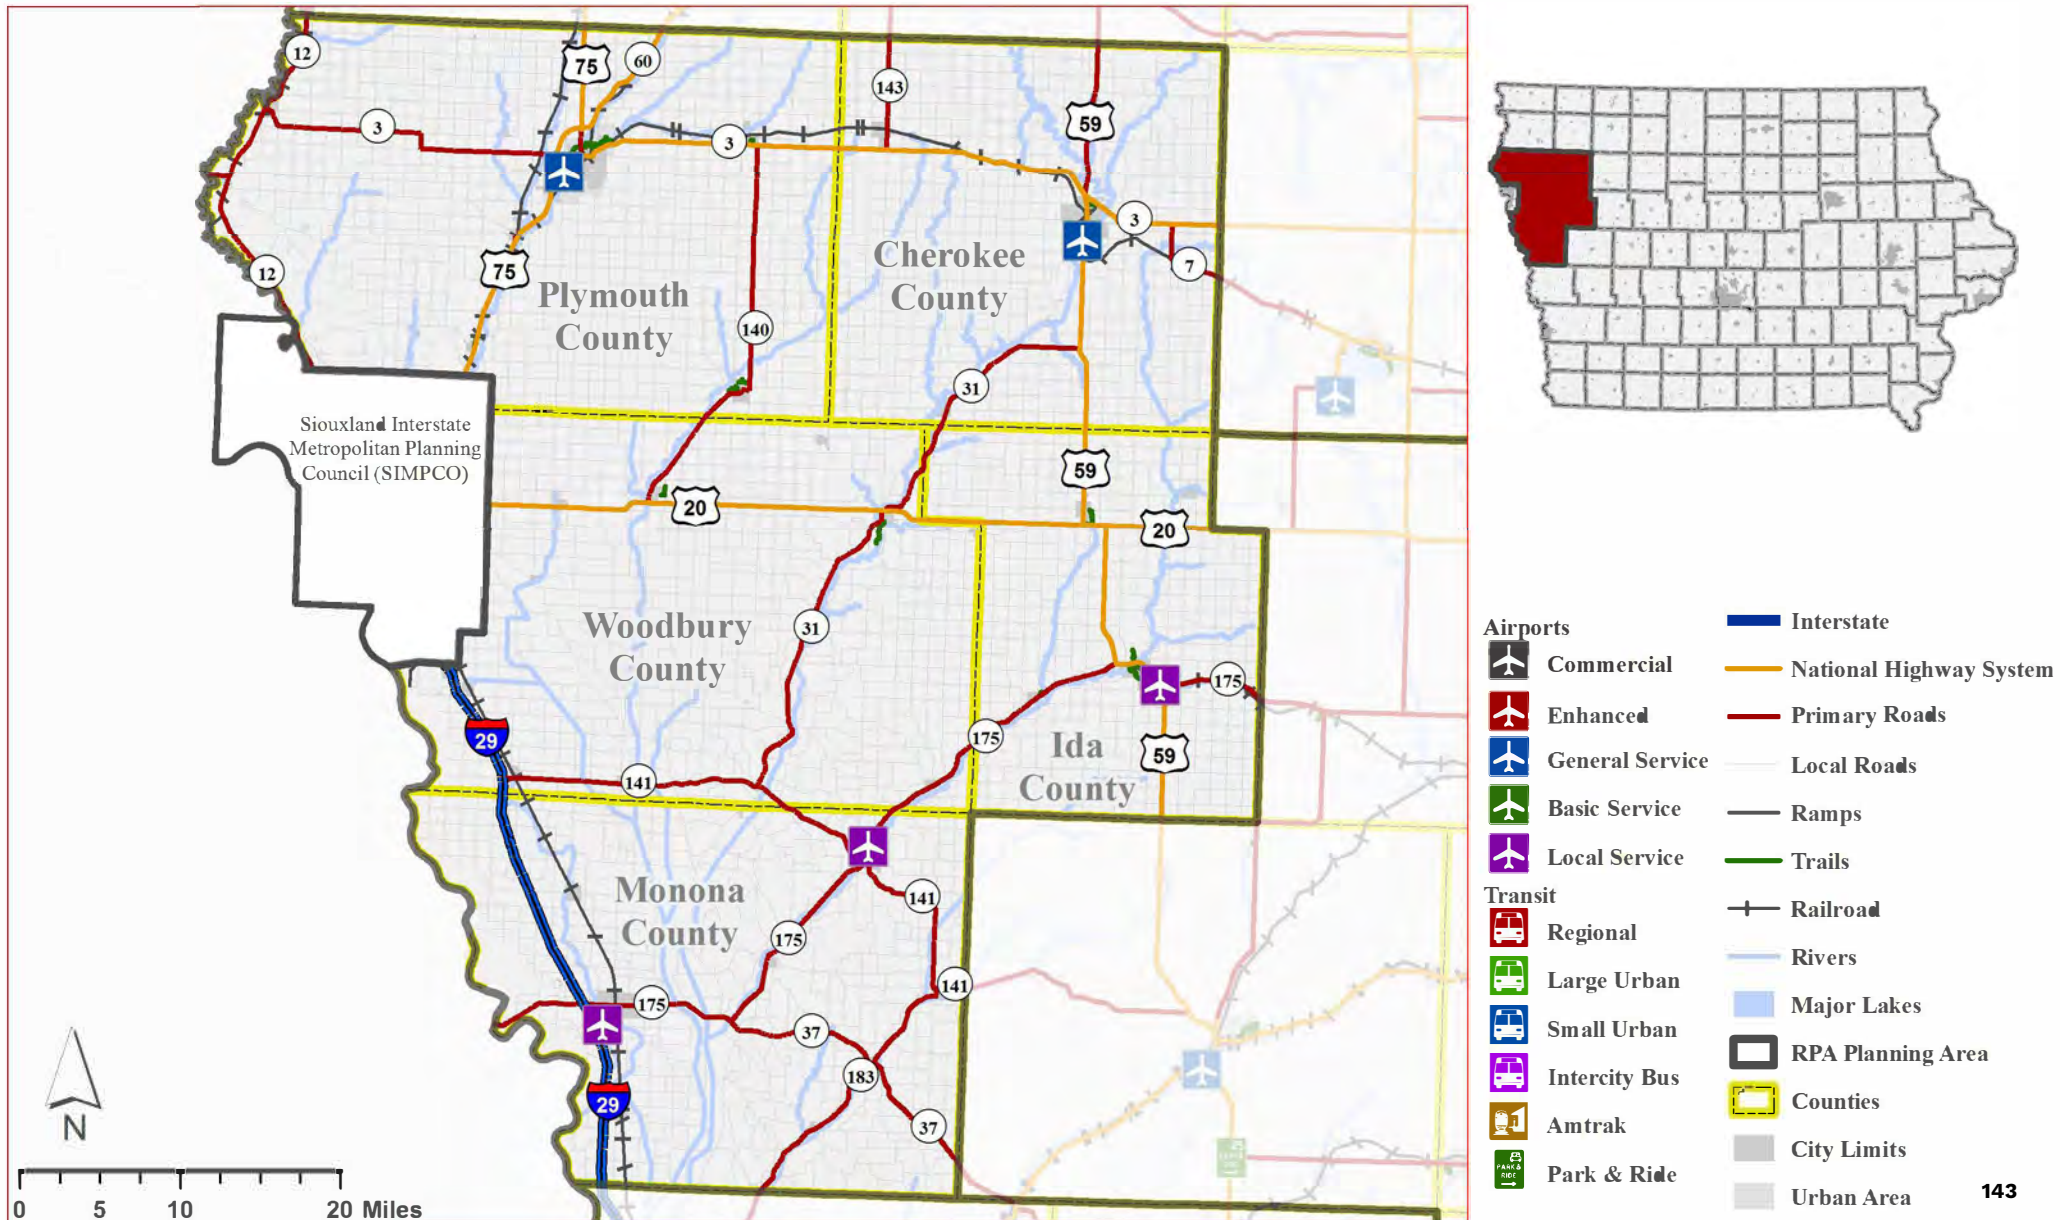 12
75
60
143
59
3
3
3
7
12
75
Plymouth
County
Cherokee
County
140
31
Siouxland Interstate
Metropolitan Planning
Council (SIMPCO)
59
20
20
Woodbury
County
31
175
175
Ida
County
59
29
141
Monona
County
141
175
141
175
37
183
29
37
N
0 5 10 20 Miles
Airports
Commercial
Enhanced
General Service
Basic Service
Local Service
Transit
Regional
Large Urban
Small Urban
Intercity Bus
Amtrak
PARK &
RIDE
Park & Ride
Interstate
National Highway System
Primary Roads
Local Roads
Ramps
Trails
Railroad
Rivers
Major Lakes
RPA Planning Area
Counties
City Limits
Urban Area
143